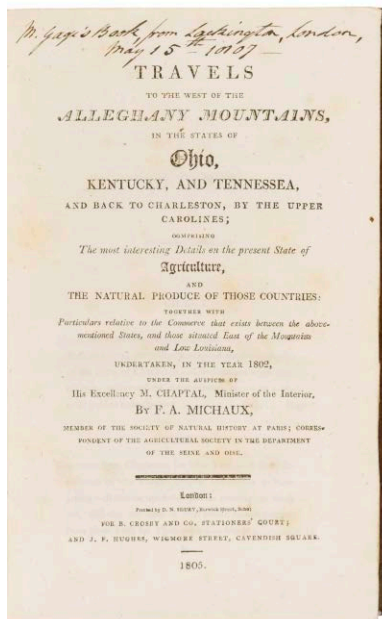 M. Gage's Book, from Lackington, London,
May 15th 1807
TRAVELS
TO THE WEST OF THE
ALLEGHANY MOUNTAINS,
IN THE STATES OF
Ohio,
KENTUCKY, AND TENNESSEA,
AND BACK TO CHARLESTON, BY THE UPPER
CAROLINES;
COMPRISING
The most interesting Details on the present State of
Agriculture,
AND
THE NATURAL PRODUCE OF THOSE COUNTRIES:
TOGETHER WITH
Particulars relative to the Commerce that exists between the above-
mentioned States, and those situated East of the Mountains
and Low Louisiana,
UNDERTAKEN, IN THE YEAR 1802,
UNDER THE AUSPICES OF
His Excellency M. CHAPTAL, Minister of the Interior,
BY F. A. MICHAUX,
MEMBER OF THE SOCIETY OF NATURAL HISTORY AT PARIS; CORRES-
PONDENT OF THE AGRICULTURAL SOCIETY IN THE DEPARTMENT
OF THE SEINE AND OISE.
London:
Printed by D. N. SHURY, Berwick Street, Soho;
FOR B. CROSBY AND CO. STATIONERS' COURT;
AND J. F. HUGHES, WIGMORE STREET, CAVENDISH SQUARE.
1805.